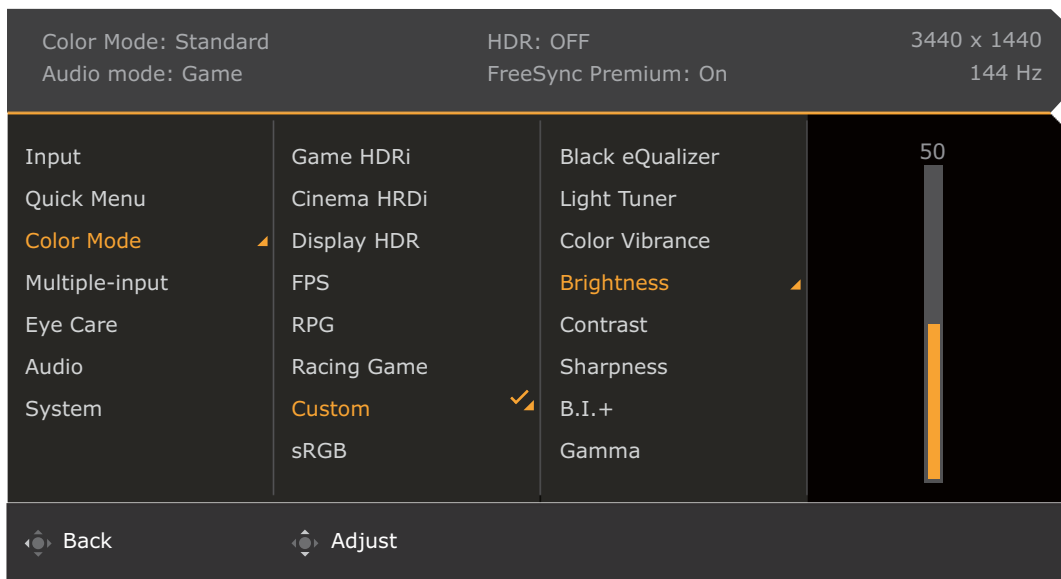 Color Mode: Standard
HDR: OFF
3440 x 1440
Audio mode: Game
FreeSync Premium: On
144 Hz
Input
Quick Menu
Color Mode
Multiple-input
Eye Care
Audio
System
Game HDRi
Cinema HRDi
Display HDR
FPS
RPG
Racing Game
Custom
sRGB
Black eQualizer
Light Tuner
Color Vibrance
Brightness
Contrast
Sharpness
B.I.+
Gamma
50
Back
Adjust